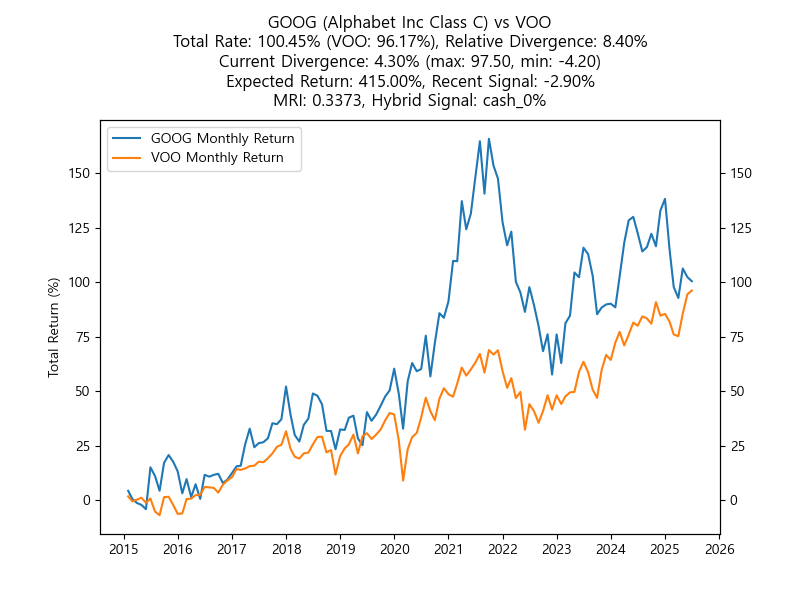 GOOG (Alphabet Inc Class C) vs VOO
Total Rate: 100.45% (VOO: 96.17%), Relative Divergence: 8.40%
Current Divergence: 4.30% (max: 97.50, min: -4.20)
Expected Return: 415.00%, Recent Signal: -2.90%
MRI: 0.3373, Hybrid Signal: cash_0%
GOOG Monthly Return
VOO Monthly Return
Total Return (%)
150
125
100
75
50
25
0
150
125
100
75
50
25
0
2015 2016 2017 2018 2019 2020 2021 2022 2023 2024 2025 2026